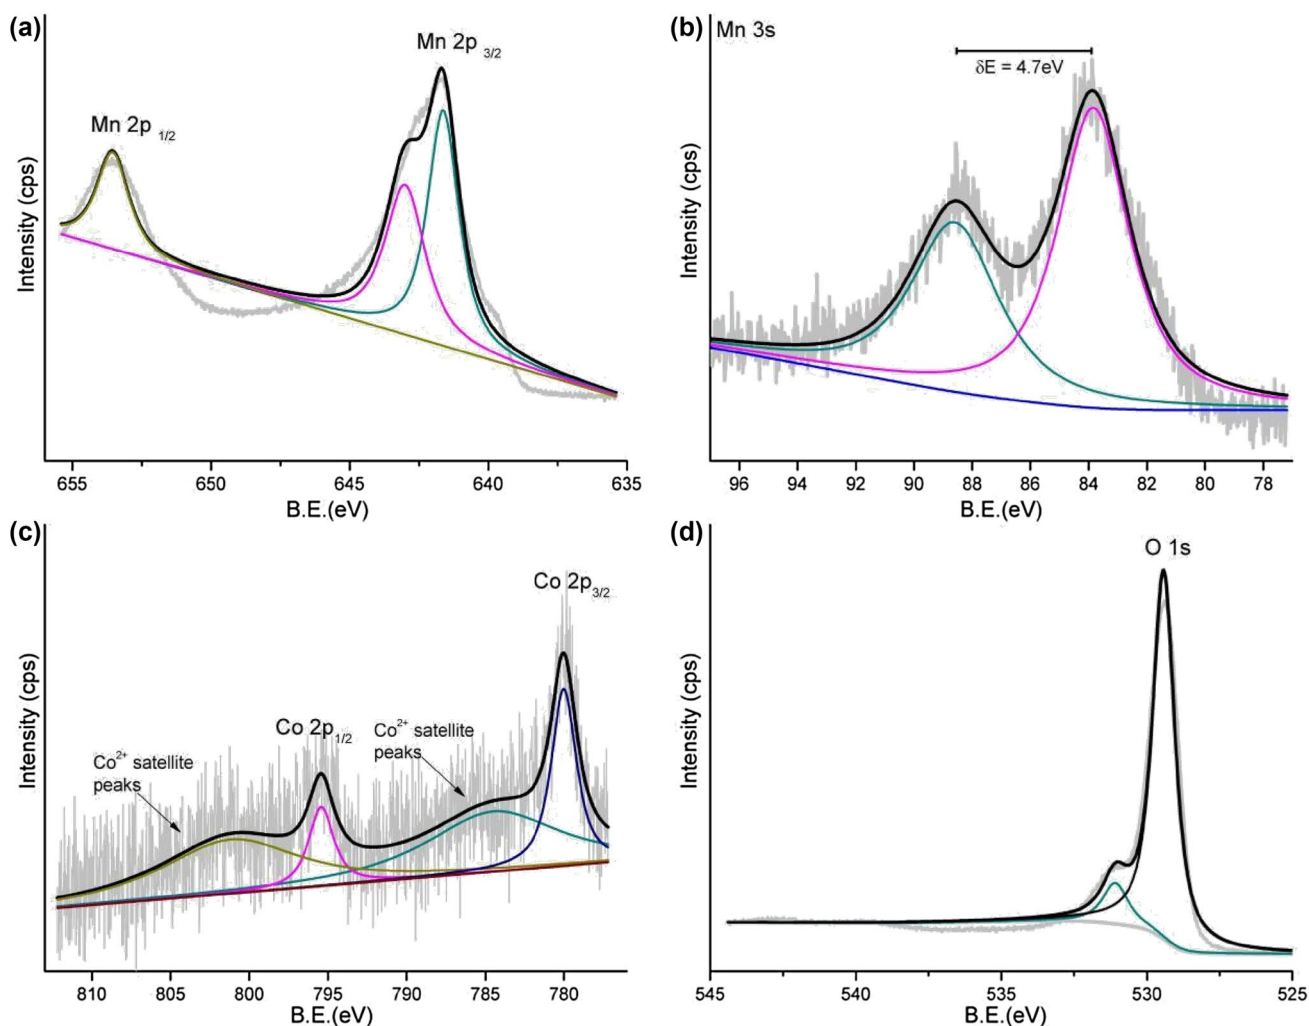 (a)
Mn 2p 3/2
Mn 2p 1/2
Intensity (cps)
655 650 645 640 635
B.E.(eV)
(b)
Mn 3s
δE = 4.7eV
Intensity (cps)
96 94 92 90 88 86 84 82 80 78
B.E.(eV)
(c)
Co 2p3/2
Co 2p1/2
Co2+ satellite
peaks
Co2+ satellite
peaks
Intensity (cps)
810 805 800 795 790 785 780
B.E.(eV)
(d)
O 1s
Intensity (cps)
545 540 535 530 525
B.E.(eV)